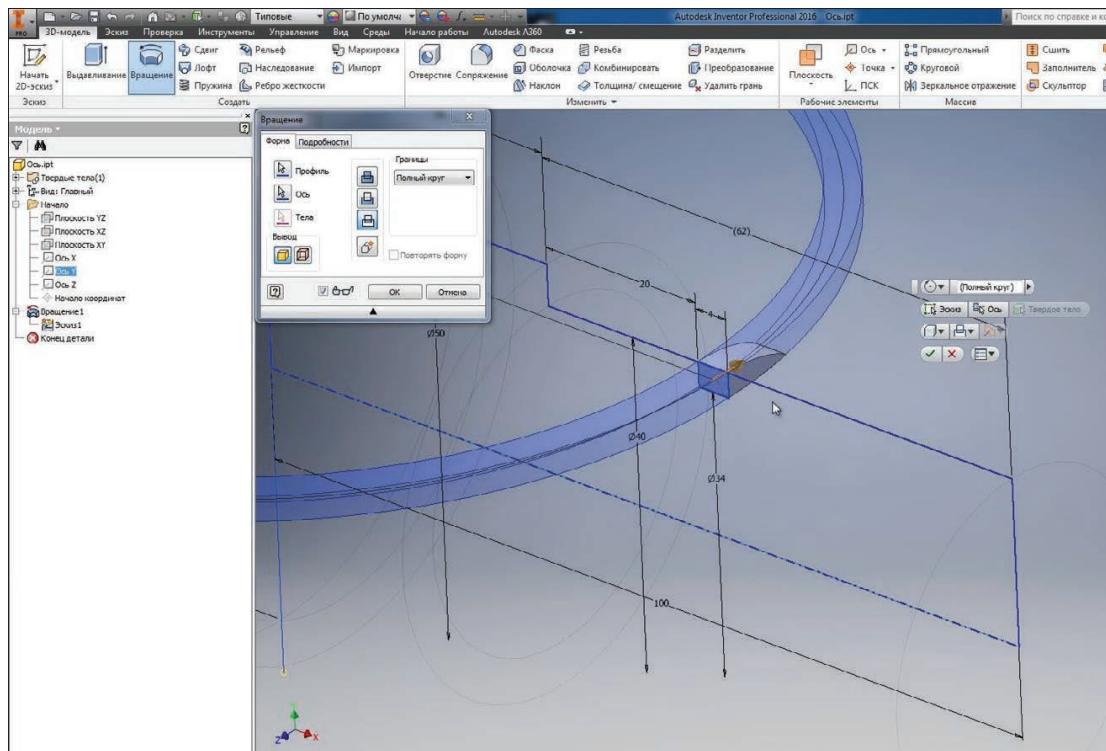 PRO
Типовые
По умолча
Autodesk Inventor Professional 2016 Ось.ipt
Поиск по справке и ко
3D-модель Эскиз Проверка Инструменты Управление Вид Среды Начало работы Autodesk A360
Начать 2D-эскиз
Выдавливание
Вращение
Сдвиг Рельеф Маркировка
Лофт Наследование Импорт
Пружина Ребро жесткости
Отверстие
Сопряжение
Фаска Резьба Разделить
Оболочка Комбинировать Преобразование
Наклон Толщина/ смещение Удалить грань
Плоскость
Ось
Точка
ПСК
Прямоугольный
Круговой
Зеркальное отражение
Сшить
Заполнитель
Скульптор
Эскиз Создать Изменить Рабочие элементы Массив
Модель
Ось.ipt
Твердые тела(1)
Вид: Главный
Начало
Плоскость YZ
Плоскость XZ
Плоскость XY
Ось X
Ось Y
Ось Z
Начало координат
Вращение1
Эскиз1
Конец детали
Вращение
Форма Подробности
Профиль
Ось
Тела
Вывод
Границы
Полный круг
Повторять форму
OK Отмена
(62)
20
4
Ø50
Ø40
Ø34
100
(Полный круг)
Эскиз Ось Твердое тело
Z X